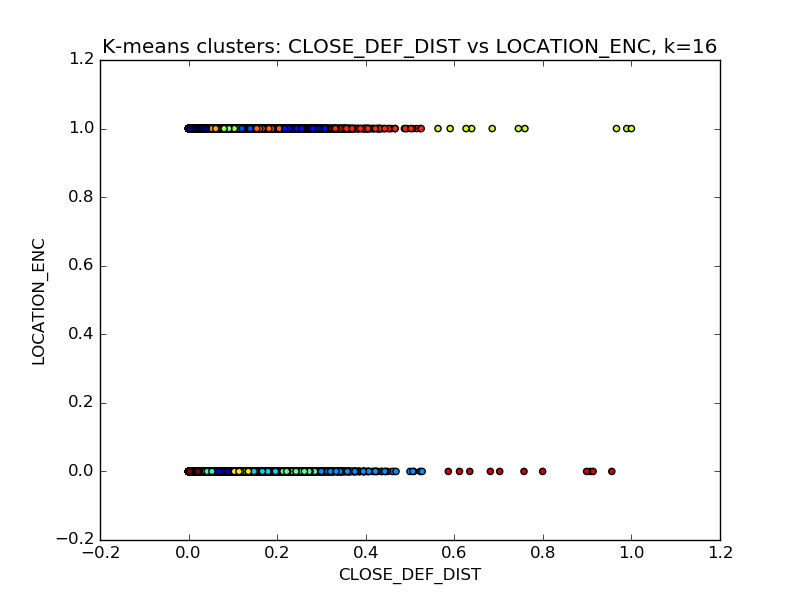 K-means clusters: CLOSE_DEF_DIST vs LOCATION_ENC, k=16
1.2
1.0
0.8
0.6
0.4
0.2
0.0
−0.2
LOCATION_ENC
−0.2 0.0 0.2 0.4 0.6 0.8 1.0 1.2
CLOSE_DEF_DIST